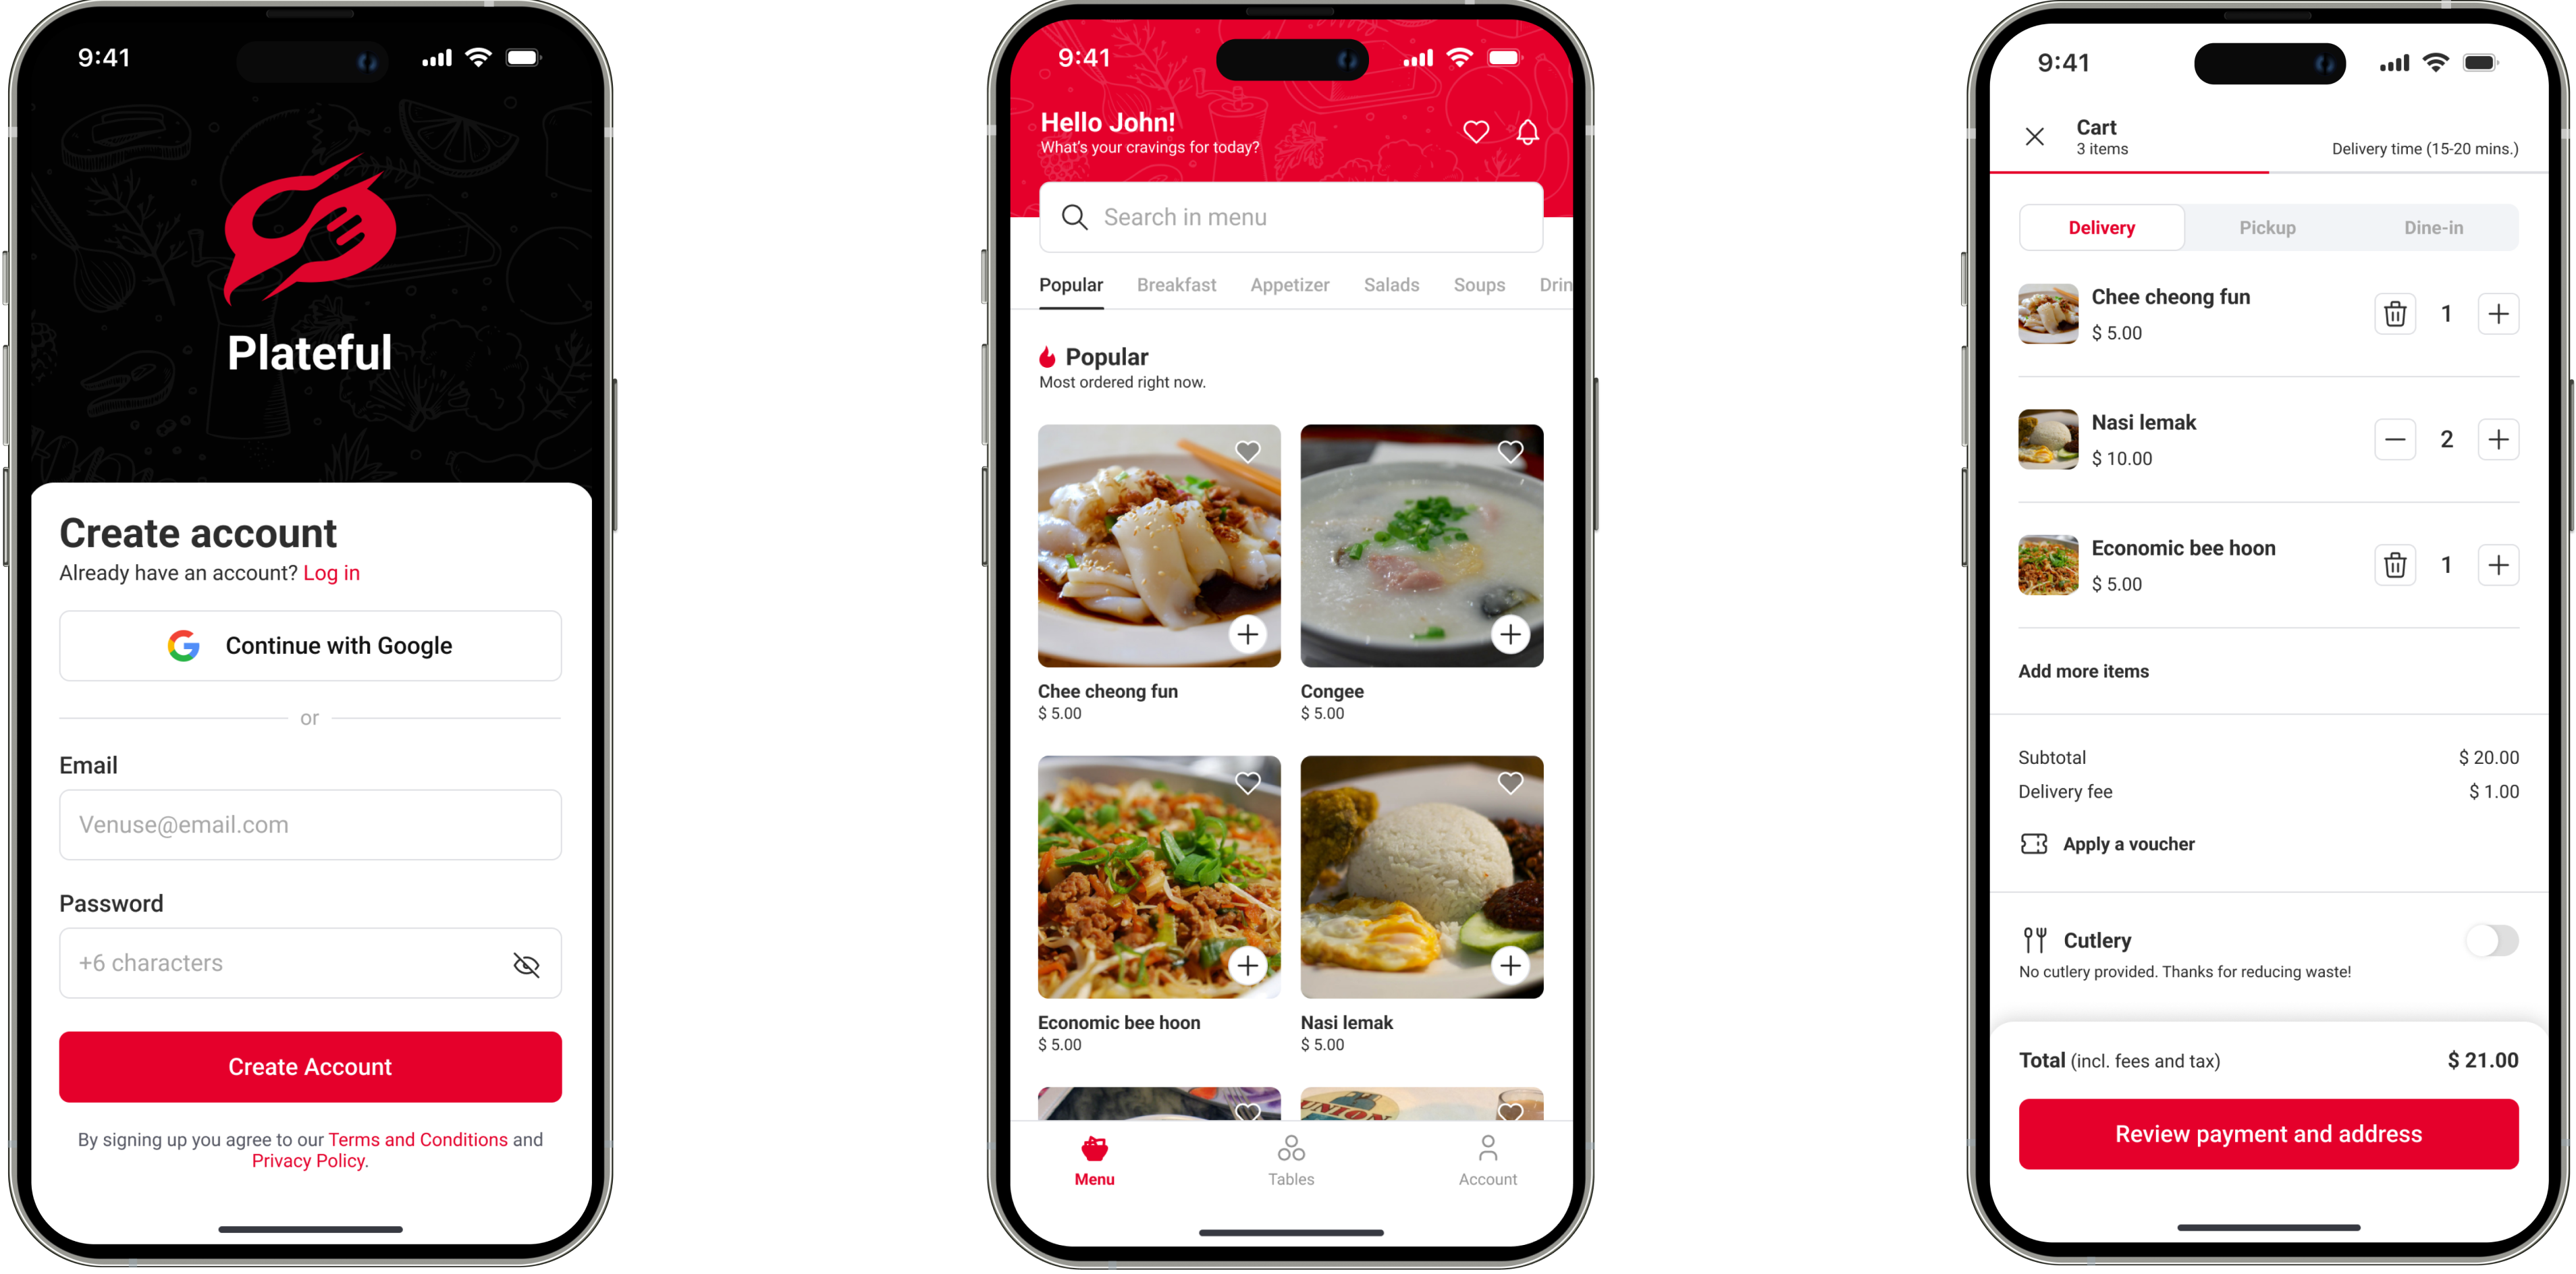 9:41
Plateful
Create account
Already have an account? Log in
Continue with Google
or
Email
Venuse@email.com
Password
+6 characters
Create Account
By signing up you agree to our Terms and Conditions and
Privacy Policy.
9:41
Hello John!
What's your cravings for today?
Search in menu
Popular Breakfast Appetizer Salads Soups Drin
Popular
Most ordered right now.
Chee cheong fun
$ 5.00
Congee
$ 5.00
Economic bee hoon
$ 5.00
Nasi lemak
$ 5.00
UNION
Menu Tables Account
9:41
Cart
3 items
Delivery time (15-20 mins.)
Delivery Pickup Dine-in
Chee cheong fun
$ 5.00
1
Nasi lemak
$ 10.00
2
Economic bee hoon
$ 5.00
1
Add more items
Subtotal $ 20.00
Delivery fee $ 1.00
Apply a voucher
Cutlery
No cutlery provided. Thanks for reducing waste!
Total (incl. fees and tax) $ 21.00
Review payment and address